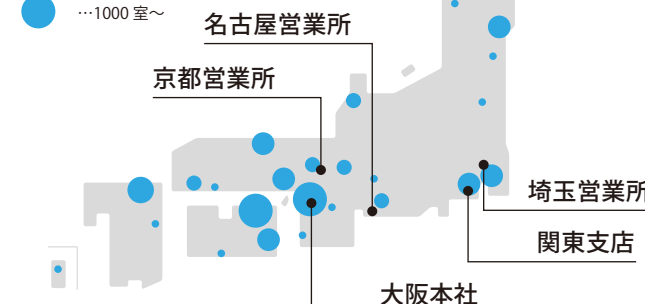 …1000 室～
名古屋営業所
京都営業所
埼玉営業所
関東支店
大阪本社